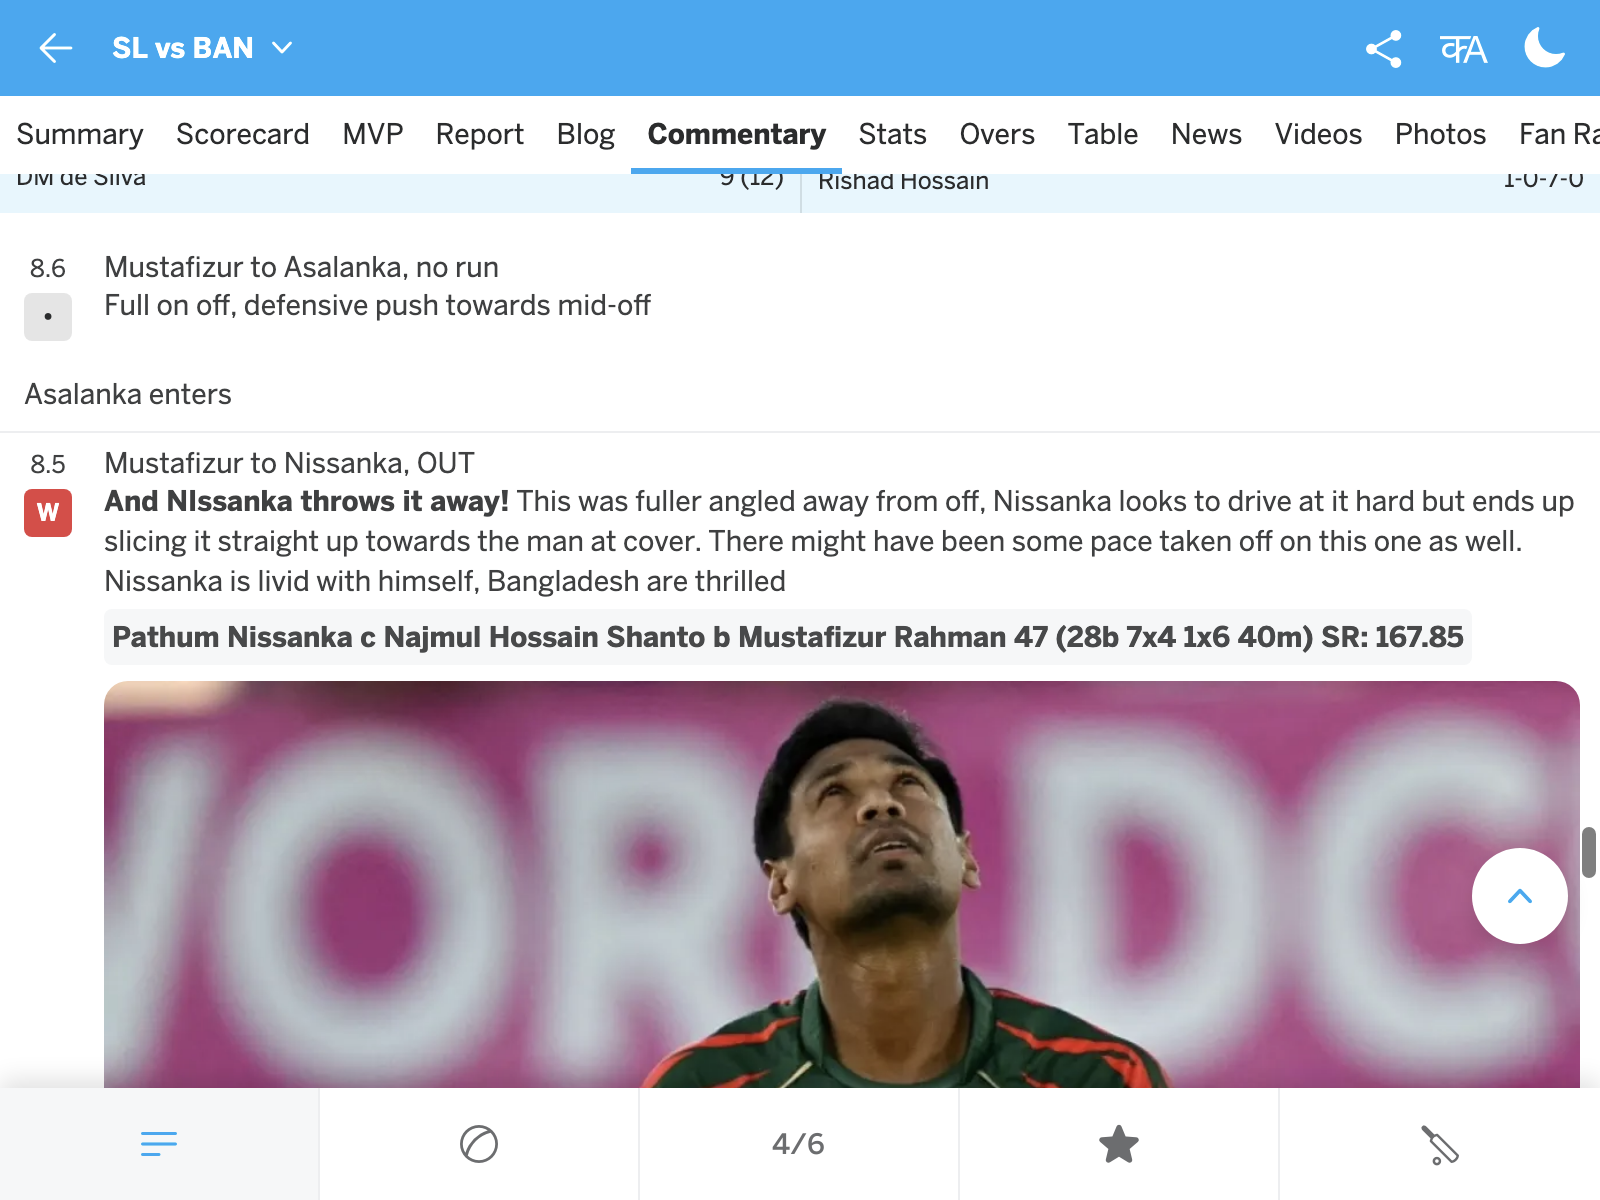 SL vs BAN
कA
Summary Scorecard MVP Report Blog Commentary Stats Overs Table News Videos Photos Fan Ra
DM de Silva 9 (12) Rishad Hossain 1-0-7-0
8.6 Mustafizur to Asalanka, no run
• Full on off, defensive push towards mid-off
Asalanka enters
8.5 Mustafizur to Nissanka, OUT
W And NIssanka throws it away! This was fuller angled away from off, Nissanka looks to drive at it hard but ends up
slicing it straight up towards the man at cover. There might have been some pace taken off on this one as well.
Nissanka is livid with himself, Bangladesh are thrilled
Pathum Nissanka c Najmul Hossain Shanto b Mustafizur Rahman 47 (28b 7x4 1x6 40m) SR: 167.85
WORLD C
4/6